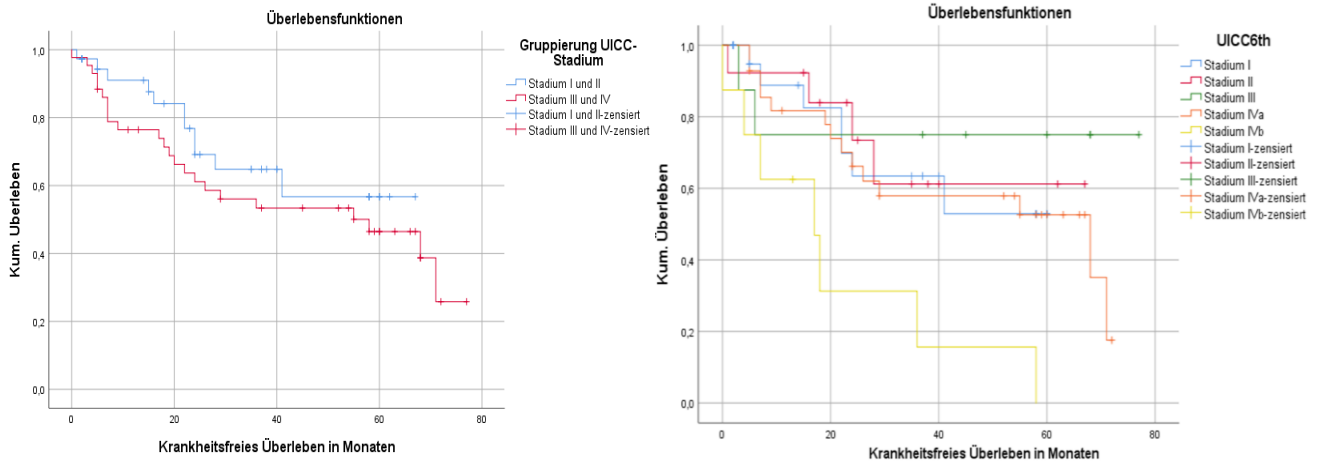 Überlebensfunktionen
Gruppierung UICC-
Stadium
Stadium I und II
Stadium III und IV
Stadium I und II-zensiert
Stadium III und IV-zensiert
Kum. Überleben
1,0
0,8
0,6
0,4
0,2
0,0
0
20
40
60
80
Krankheitsfreies Überleben in Monaten
Überlebensfunktionen
UICC6th
Stadium I
Stadium II
Stadium III
Stadium IVa
Stadium IVb
Stadium I-zensiert
Stadium II-zensiert
Stadium III-zensiert
Stadium IVa-zensiert
Stadium IVb-zensiert
Kum. Überleben
1,0
0,8
0,6
0,4
0,2
0,0
0
20
40
60
80
Krankheitsfreies Überleben in Monaten